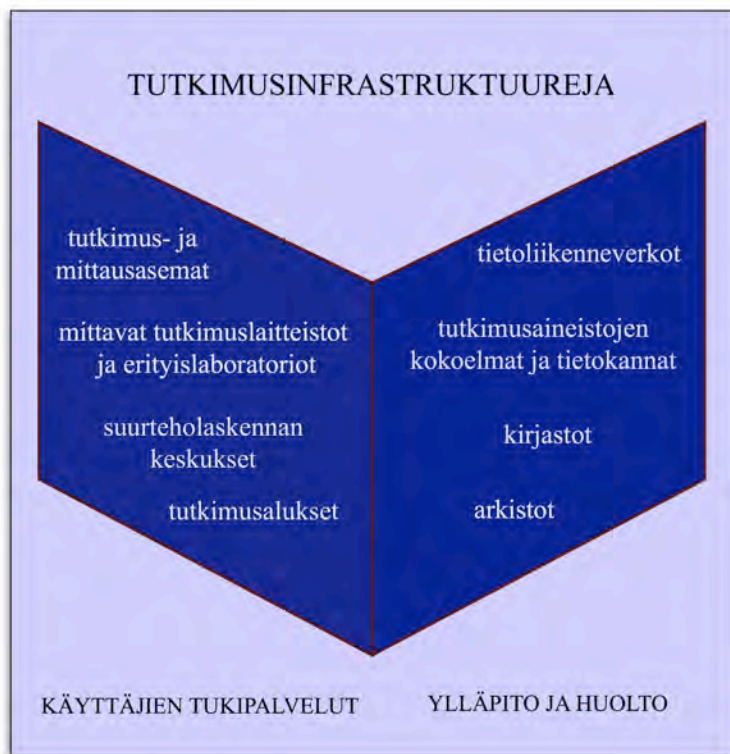 TUTKIMUSINFRASTRUKTUUREJA
tutkimus- ja
mittausasemat
mittavat tutkimuslaitteistot
ja erityislaboratoriot
suurteholaskennan
keskukset
tutkimusalukset
tietoliikenneverkot
tutkimusaineistojen
kokoelmat ja tietokannat
kirjastot
arkistot
KÄYTTÄJIEN TUKIPALVELUT
YLLÄPITO JA HUOLTO